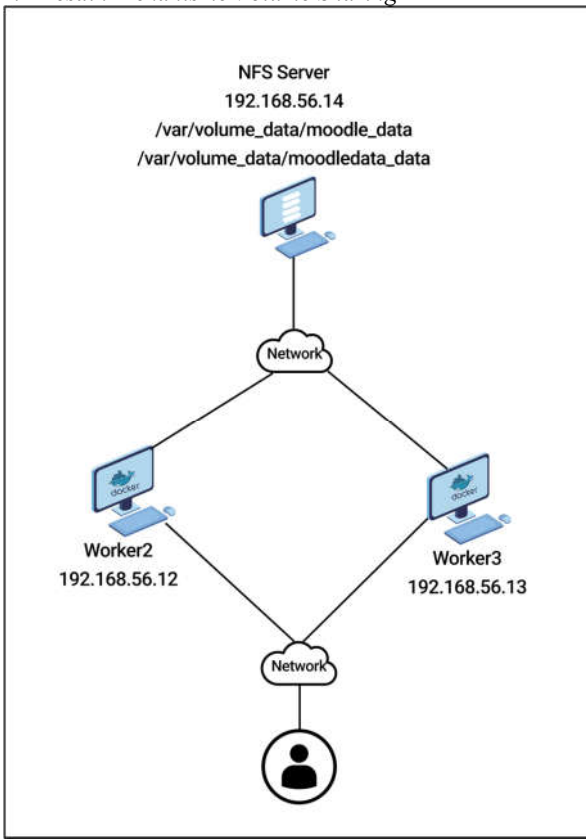 NFS Server
192.168.56.14
/var/volume_data/moodle_data
/var/volume_data/moodledata_data
Network
docker
docker
Worker2
192.168.56.12
Worker3
192.168.56.13
Network